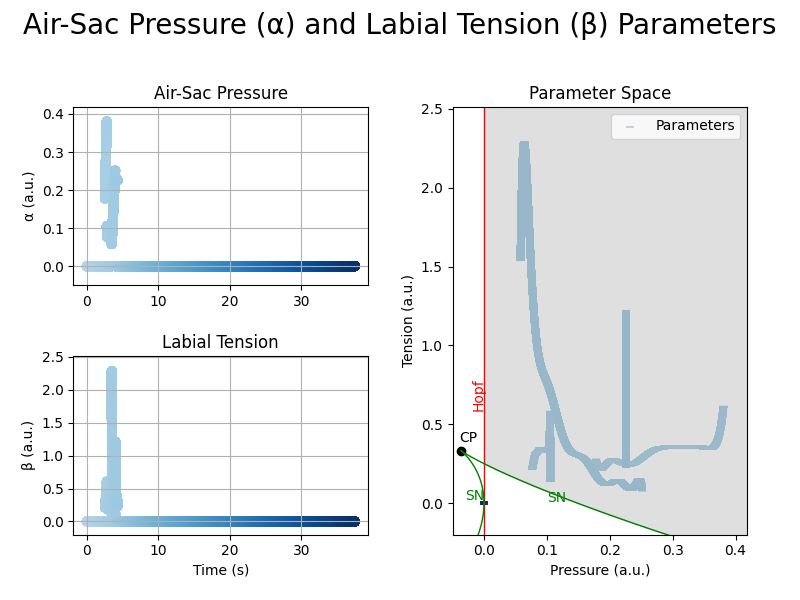 Air-Sac Pressure (α) and Labial Tension (β) Parameters
Air-Sac Pressure
α (a.u.)
0.4
0.3
0.2
0.1
0.0
0
10
20
30
Labial Tension
β (a.u.)
2.5
2.0
1.5
1.0
0.5
0.0
0
10
20
30
Time (s)
Parameter Space
Tension (a.u.)
2.5
2.0
1.5
1.0
0.5
0.0
Parameters
Hopf
CP
SN
SN
0.0
0.1
0.2
0.3
0.4
Pressure (a.u.)